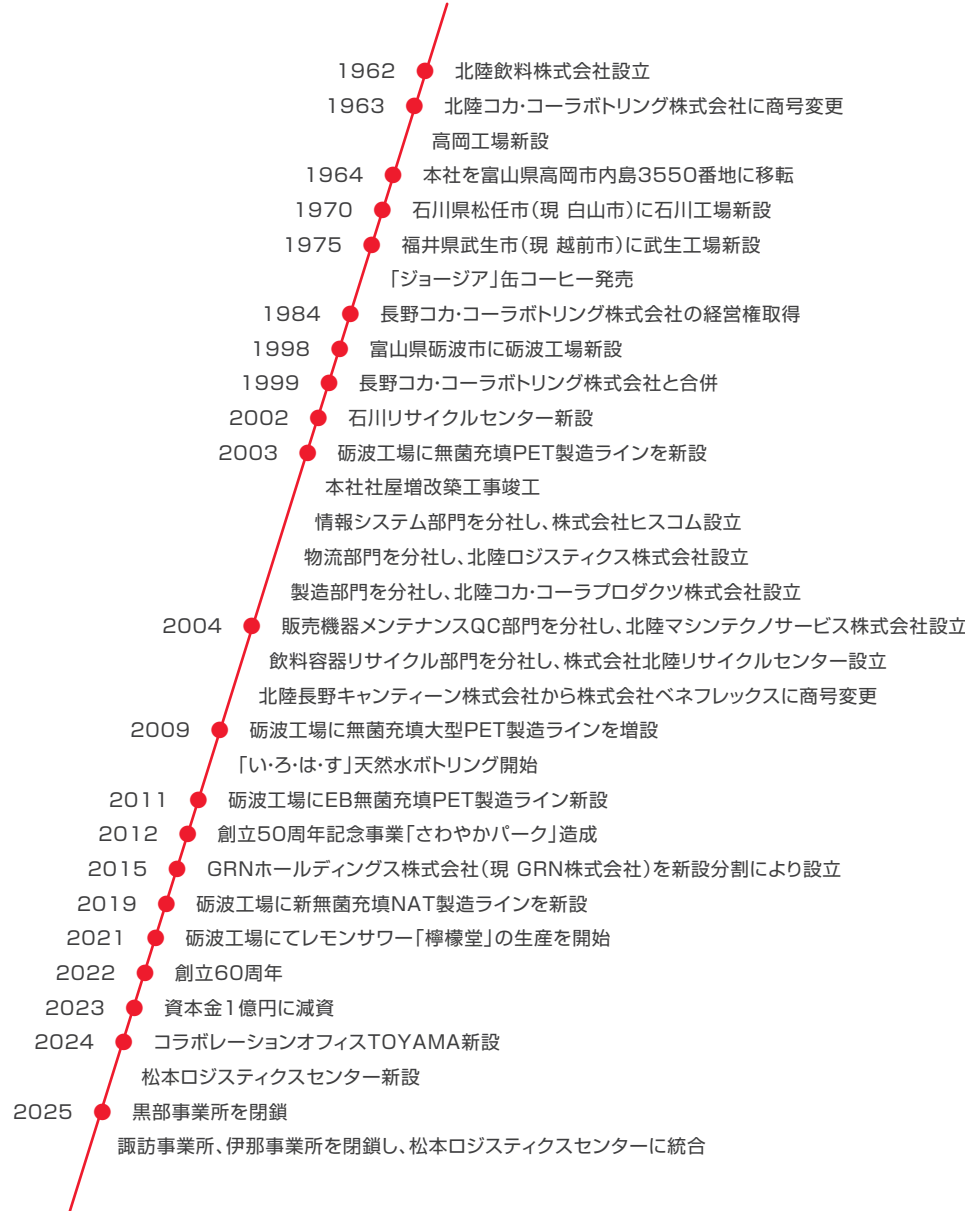 1962 北陸飲料株式会社設立
1963 北陸コカ・コーラボトリング株式会社に商号変更
高岡工場新設
1964 本社を富山県高岡市内島3550番地に移転
1970 石川県松任市(現 白山市)に石川工場新設
1975 福井県武生市(現 越前市)に武生工場新設
「ジョージア」缶コーヒー発売
1984 長野コカ・コーラボトリング株式会社の経営権取得
1998 富山県砺波市に砺波工場新設
1999 長野コカ・コーラボトリング株式会社と合併
2002 石川リサイクルセンター新設
2003 砺波工場に無菌充填PET製造ラインを新設
本社社屋増改築工事竣工
情報システム部門を分社し、株式会社ヒスコム設立
物流部門を分社し、北陸ロジスティクス株式会社設立
製造部門を分社し、北陸コカ・コーラプロダクツ株式会社設立
2004 販売機器メンテナンスQC部門を分社し、北陸マシンテクノサービス株式会社設立
飲料容器リサイクル部門を分社し、株式会社北陸リサイクルセンター設立
北陸長野キャンティーン株式会社から株式会社ベネフレックスに商号変更
2009 砺波工場に無菌充填大型PET製造ラインを増設
「い・ろ・は・す」天然水ボトリング開始
2011 砺波工場にEB無菌充填PET製造ライン新設
2012 創立50周年記念事業「さわやかパーク」造成
2015 GRNホールディングス株式会社(現 GRN株式会社)を新設分割により設立
2019 砺波工場に新無菌充填NAT製造ラインを新設
2021 砺波工場にてレモンサワー「檸檬堂」の生産を開始
2022 創立60周年
2023 資本金1億円に減資
2024 コラボレーションオフィスTOYAMA新設
松本ロジスティクスセンター新設
2025 黒部事業所を閉鎖
諏訪事業所、伊那事業所を閉鎖し、松本ロジスティクスセンターに統合